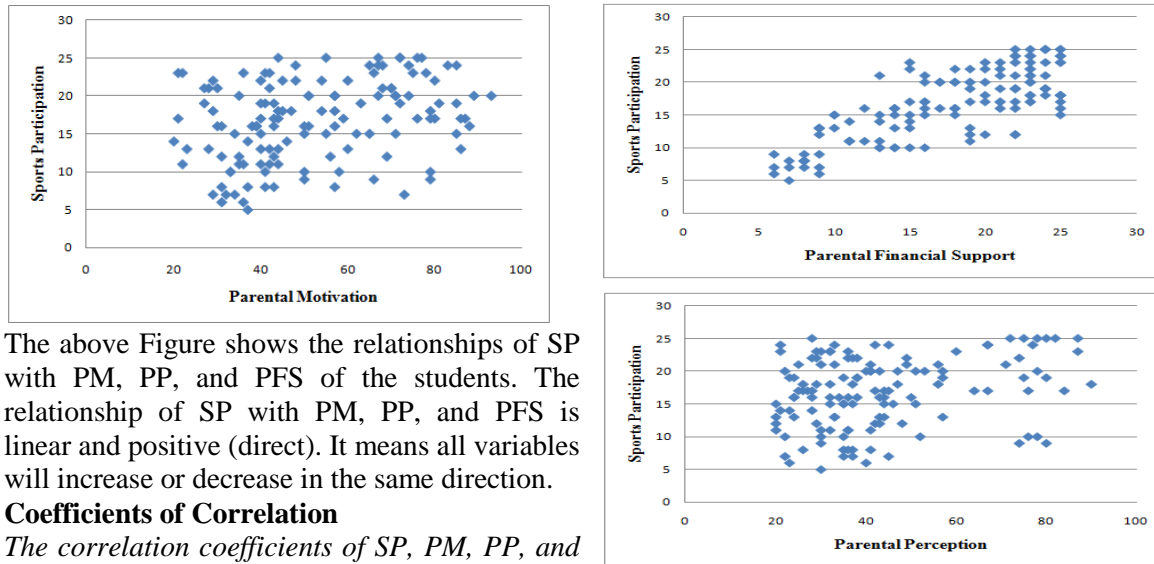 30
25
20
15
10
5
0
Sports Participation
0 20 40 60 80 100
Parental Motivation
The above Figure shows the relationships of SP
with PM, PP, and PFS of the students. The
relationship of SP with PM, PP, and PFS is
linear and positive (direct). It means all variables
will increase or decrease in the same direction.
Coefficients of Correlation
The correlation coefficients of SP, PM, PP, and
30
25
20
15
10
5
0
Sports Participation
0 5 10 15 20 25 30
Parental Financial Support
30
25
20
15
10
5
0
Sports Participation
0 20 40 60 80 100
Parental Perception